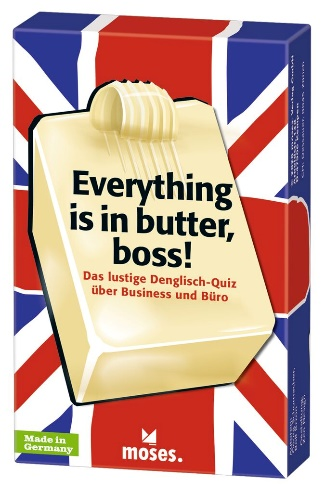 Everything
is in butter,
boss!
Das lustige Denglisch-Quiz
über Business und Büro
Made in
Germany
moses.